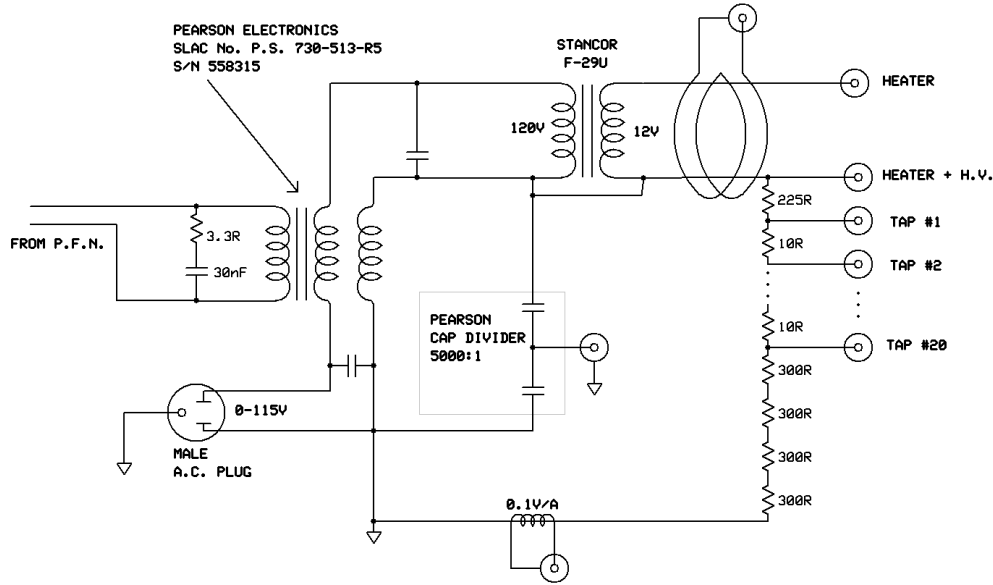 PEARSON ELECTRONICS
SLAC No. P.S. 730-513-R5
S/N 558315
STANCOR
F-29U
120V
12V
HEATER
HEATER + H.V.
225R
TAP #1
10R
TAP #2
FROM P.F.N.
3.3R
30nF
PEARSON
CAP DIVIDER
5000:1
10R
TAP #20
300R
0-115V
300R
MALE
A.C. PLUG
300R
300R
0.1V/A